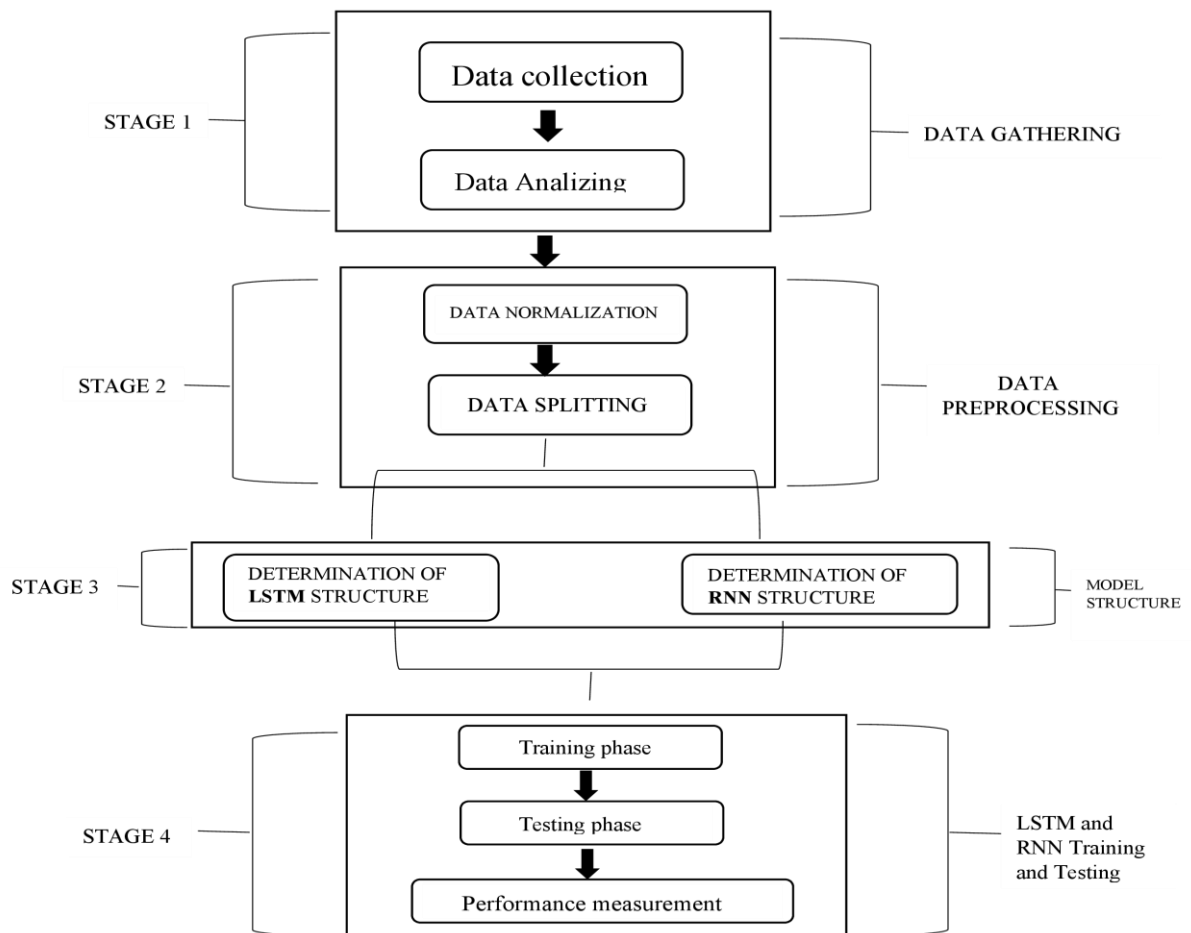 Data collection
STAGE 1
DATA GATHERING
Data Analizing
DATA NORMALIZATION
STAGE 2
DATA
PREPROCESSING
DATA SPLITTING
STAGE 3
DETERMINATION OF
LSTM STRUCTURE
DETERMINATION OF
RNN STRUCTURE
MODEL
STRUCTURE
Training phase
STAGE 4
Testing phase
LSTM and
RNN Training
and Testing
Performance measurement